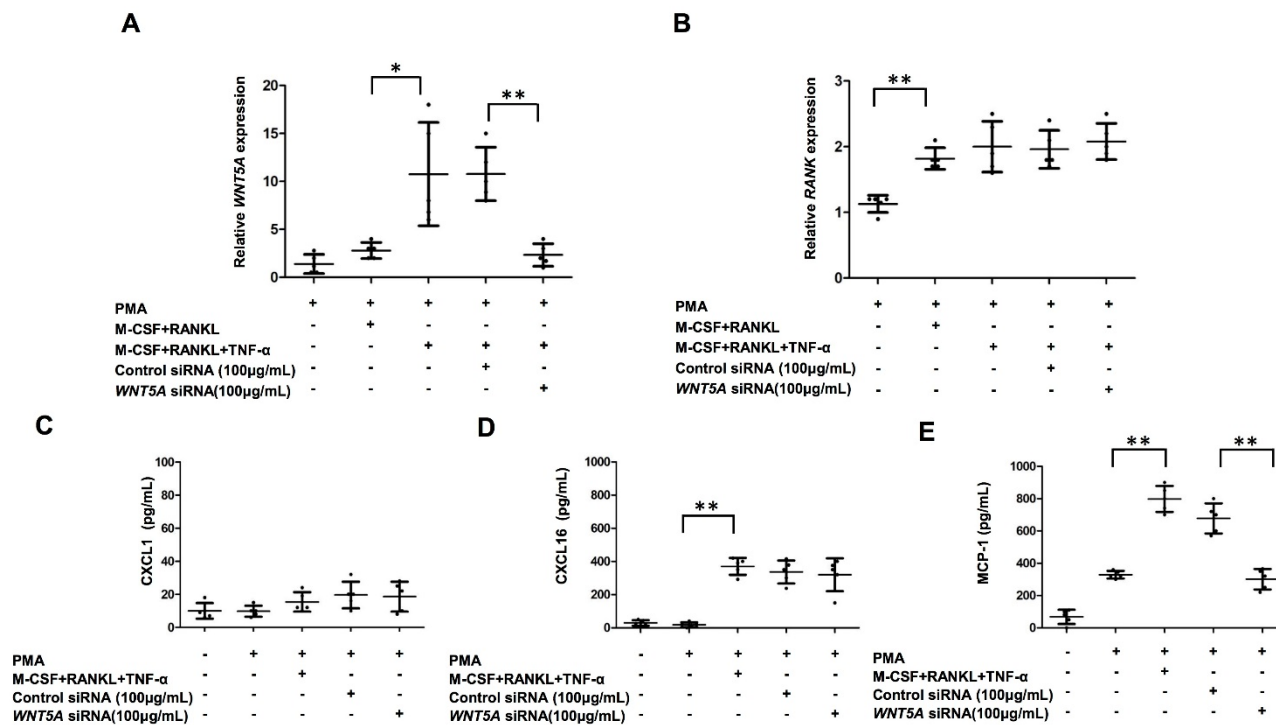 A
Relative WNT5A expression
20
15
10
5
0
*
**
PMA + + + + +
M-CSF+RANKL - + - - -
M-CSF+RANKL+TNF-α - - + + +
Control siRNA (100µg/mL) - - - + -
WNT5A siRNA(100µg/mL) - - - - +
B
Relative RANK expression
3
2
1
0
**
PMA + + + + +
M-CSF+RANKL - + - - -
M-CSF+RANKL+TNF-α - - + + +
Control siRNA (100µg/mL) - - - + -
WNT5A siRNA(100µg/mL) - - - - +
C
CXCL1 (pg/mL)
100
80
60
40
20
0
PMA - + + + +
M-CSF+RANKL+TNF-α - - + - -
Control siRNA (100µg/mL) - - - + -
WNT5A siRNA(100µg/mL) - - - - +
D
CXCL16 (pg/mL)
1000
800
600
400
200
0
**
PMA - + + + +
M-CSF+RANKL+TNF-α - - + - -
Control siRNA (100µg/mL) - - - + -
WNT5A siRNA(100µg/mL) - - - - +
E
MCP-1 (pg/mL)
1000
800
600
400
200
0
**
**
PMA - + + + +
M-CSF+RANKL+TNF-α - - + - -
Control siRNA (100µg/mL) - - - + -
WNT5A siRNA(100µg/mL) - - - - +